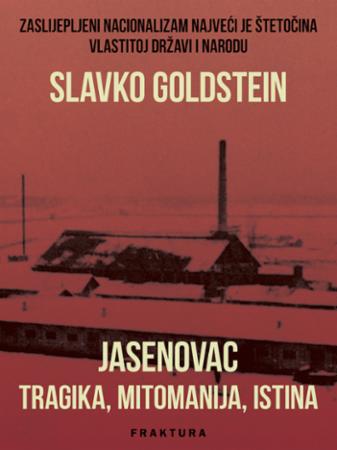 ZASLIJEPLJENI NACIONALIZAM NAJVEĆI JE ŠTETOČINA
VLASTITOJ DRŽAVI I NARODU
SLAVKO GOLDSTEIN
JASENOVAC
TRAGIKA, MITOMANIJA, ISTINA
FRAKTURA